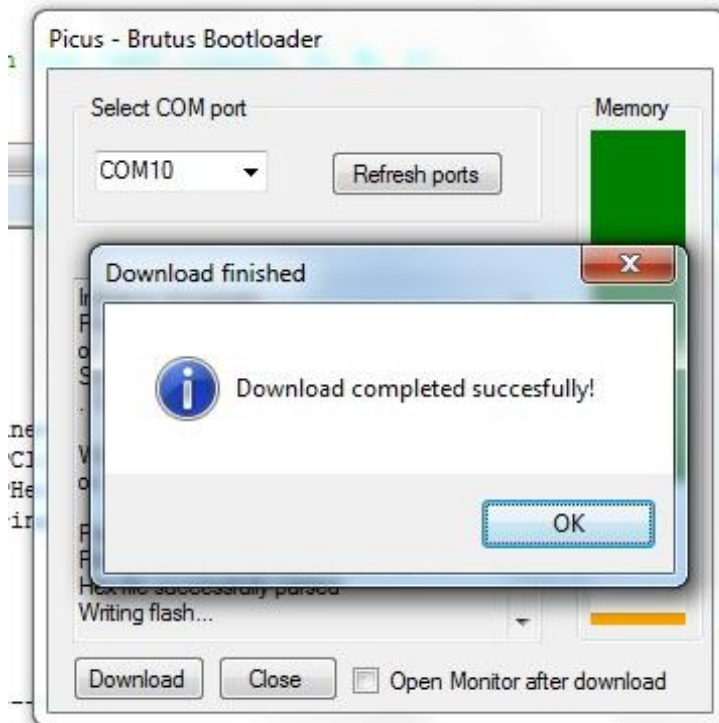 Picus - Brutus Bootloader
Select COM port
Memory
COM10
Refresh ports
Download finished
Download completed succesfully!
OK
Hex file successfully parsed
Writing flash...
Download
Close
Open Monitor after download